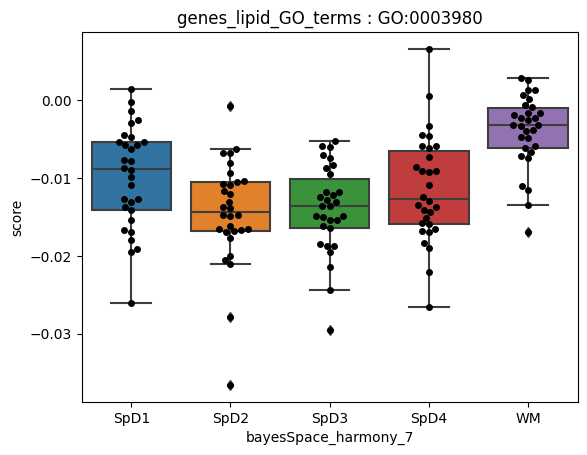 genes_lipid_GO_terms : GO:0003980
0.00
−0.01
−0.02
−0.03
score
SpD1 SpD2 SpD3 SpD4 WM
bayesSpace_harmony_7